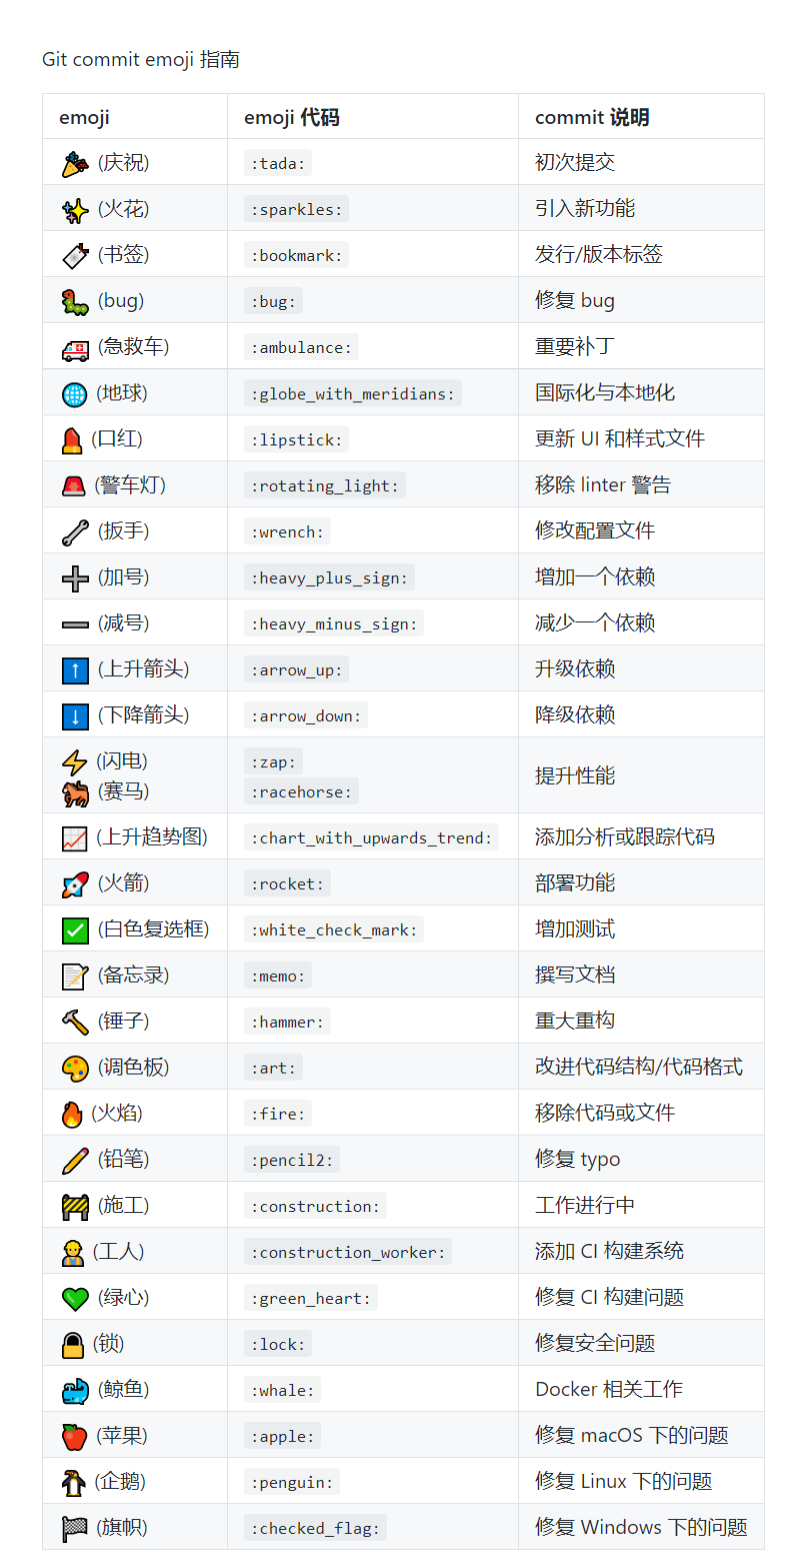 Git commit emoji 指南
emoji emoji 代码 commit 说明
(庆祝) :tada: 初次提交
(火花) :sparkles: 引入新功能
(书签) :bookmark: 发行/版本标签
(bug) :bug: 修复 bug
(急救车) :ambulance: 重要补丁
(地球) :globe_with_meridians: 国际化与本地化
(口红) :lipstick: 更新 UI 和样式文件
(警车灯) :rotating_light: 移除 linter 警告
(扳手) :wrench: 修改配置文件
(加号) :heavy_plus_sign: 增加一个依赖
(减号) :heavy_minus_sign: 减少一个依赖
(上升箭头) :arrow_up: 升级依赖
(下降箭头) :arrow_down: 降级依赖
(闪电) :zap:
(赛马) :racehorse:
提升性能
(上升趋势图) :chart_with_upwards_trend: 添加分析或跟踪代码
(火箭) :rocket: 部署功能
(白色复选框) :white_check_mark: 增加测试
(备忘录) :memo: 撰写文档
(锤子) :hammer: 重大重构
(调色板) :art: 改进代码结构/代码格式
(火焰) :fire: 移除代码或文件
(铅笔) :pencil2: 修复 typo
(施工) :construction: 工作进行中
(工人) :construction_worker: 添加 CI 构建系统
(绿心) :green_heart: 修复 CI 构建问题
(锁) :lock: 修复安全问题
(鲸鱼) :whale: Docker 相关工作
(苹果) :apple: 修复 macOS 下的问题
(企鹅) :penguin: 修复 Linux 下的问题
(旗帜) :checked_flag: 修复 Windows 下的问题